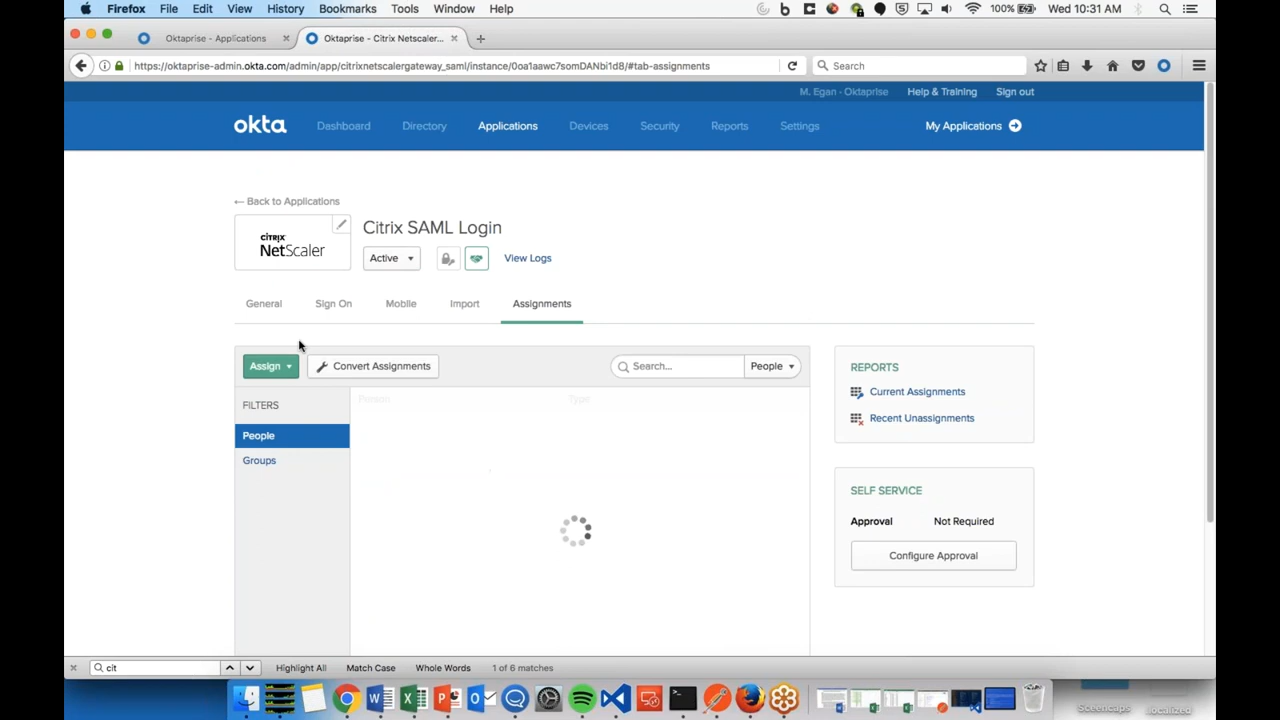 Firefox File Edit View History Bookmarks Tools Window Help 100% Wed 10:31 AM
Oktaprise - Applications Oktaprise - Citrix Netscaler...
https://oktaprise-admin.okta.com/admin/app/citrixnetscalergateway_saml/instance/0oa1aawc7somDANbi1d8/#tab-assignments Search
M. Egan - Oktaprise Help & Training Sign out
okta Dashboard Directory Applications Devices Security Reports Settings My Applications
← Back to Applications
CİTRIX
NetScaler
Citrix SAML Login
Active View Logs
General Sign On Mobile Import Assignments
Assign Convert Assignments Search... People
FILTERS
People
Groups
Person Type
REPORTS
Current Assignments
Recent Unassignments
SELF SERVICE
Approval Not Required
Configure Approval
cit Highlight All Match Case Whole Words 1 of 6 matches
Screencaps localized